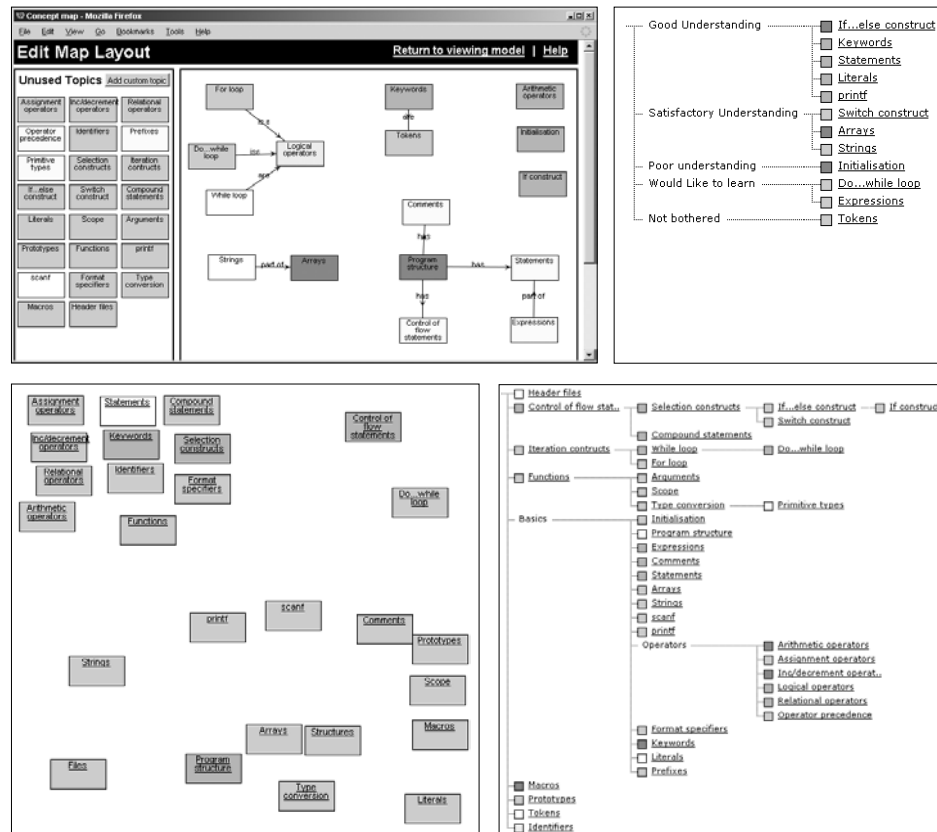 Concept map - Mozilla Firefox
File Edit View Go Bookmarks Tools Help
Edit Map Layout
Return to viewing model | Help
Unused Topics
Add custom topic
Assignment operators
Inc/decrement operators
Relational operators
Operator precedence
Identifiers
Prefixes
Primitive types
Selection constructs
Iteration contructs
If...else construct
Switch construct
Compound statements
Literals
Scope
Arguments
Prototypes
Functions
printf
scanf
Format specifiers
Type conversion
Macros
Header files
For loop
is a
Do...while loop
Logical operators
are
While loop
Keywords
are
Tokens
Arithmetic operators
Initialisation
If construct
Comments
has
Strings
part of
Arrays
Program structure
has
Statements
has
part of
Control of flow statements
Expressions
Good Understanding
If...else construct
Keywords
Statements
Literals
printf
Satisfactory Understanding
Switch construct
Arrays
Strings
Poor understanding
Initialisation
Would Like to learn
Do...while loop
Expressions
Not bothered
Tokens
Assignment operators
Statements
Compound statements
Control of flow statements
Inc/decrement operators
Keywords
Selection constructs
Relational operators
Identifiers
Format specifiers
Do...while loop
Arithmetic operators
Functions
printf
scanf
Comments
Prototypes
Strings
Scope
Arrays
Structures
Macros
Files
Program structure
Type conversion
Literals
Header files
Control of flow stat..
Selection constructs
If...else construct
If construct
Switch construct
Compound statements
Iteration contructs
While loop
Do...while loop
For loop
Functions
Arguments
Scope
Type conversion
Primitive types
Basics
Initialisation
Program structure
Expressions
Comments
Statements
Arrays
Strings
scanf
printf
Operators
Arithmetic operators
Assignment operators
Inc/decrement operat..
Logical operators
Relational operators
Operator precedence
Format specifiers
Keywords
Literals
Prefixes
Macros
Prototypes
Tokens
Identifiers